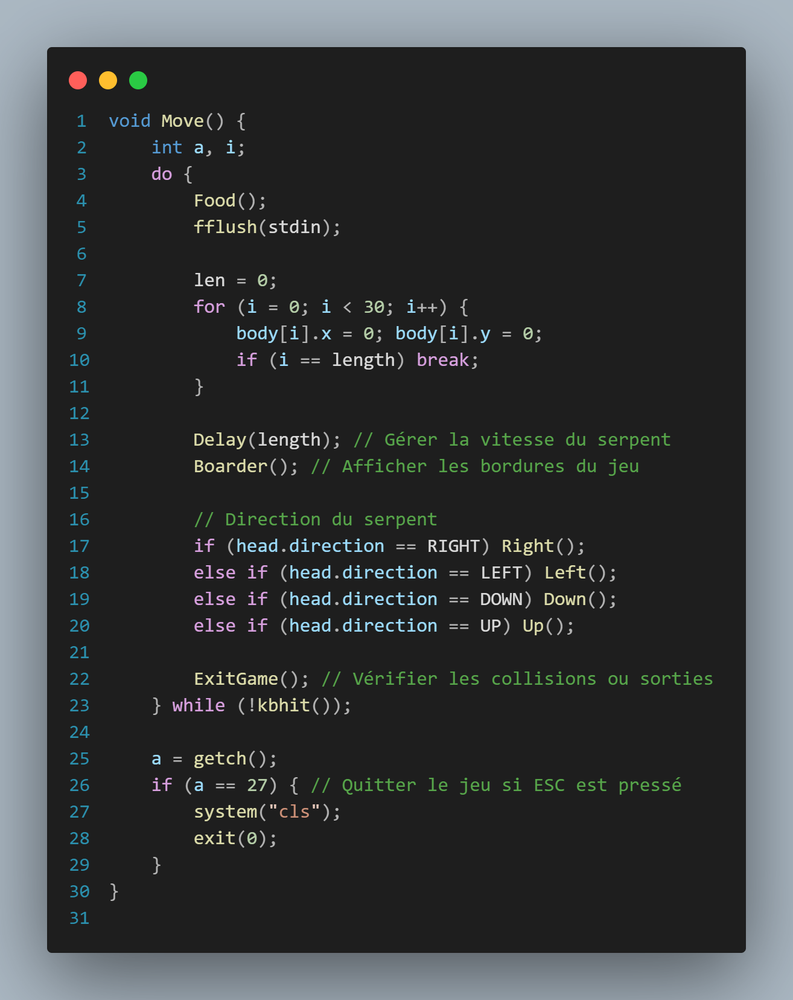 1 void Move() {
2     int a, i;
3     do {
4         Food();
5         fflush(stdin);
6
7         len = 0;
8         for (i = 0; i < 30; i++) {
9             body[i].x = 0; body[i].y = 0;
10             if (i == length) break;
11         }
12
13         Delay(length); // Gérer la vitesse du serpent
14         Boarder(); // Afficher les bordures du jeu
15
16         // Direction du serpent
17         if (head.direction == RIGHT) Right();
18         else if (head.direction == LEFT) Left();
19         else if (head.direction == DOWN) Down();
20         else if (head.direction == UP) Up();
21
22         ExitGame(); // Vérifier les collisions ou sorties
23     } while (!kbhit());
24
25     a = getch();
26     if (a == 27) { // Quitter le jeu si ESC est pressé
27         system("cls");
28         exit(0);
29     }
30 }
31